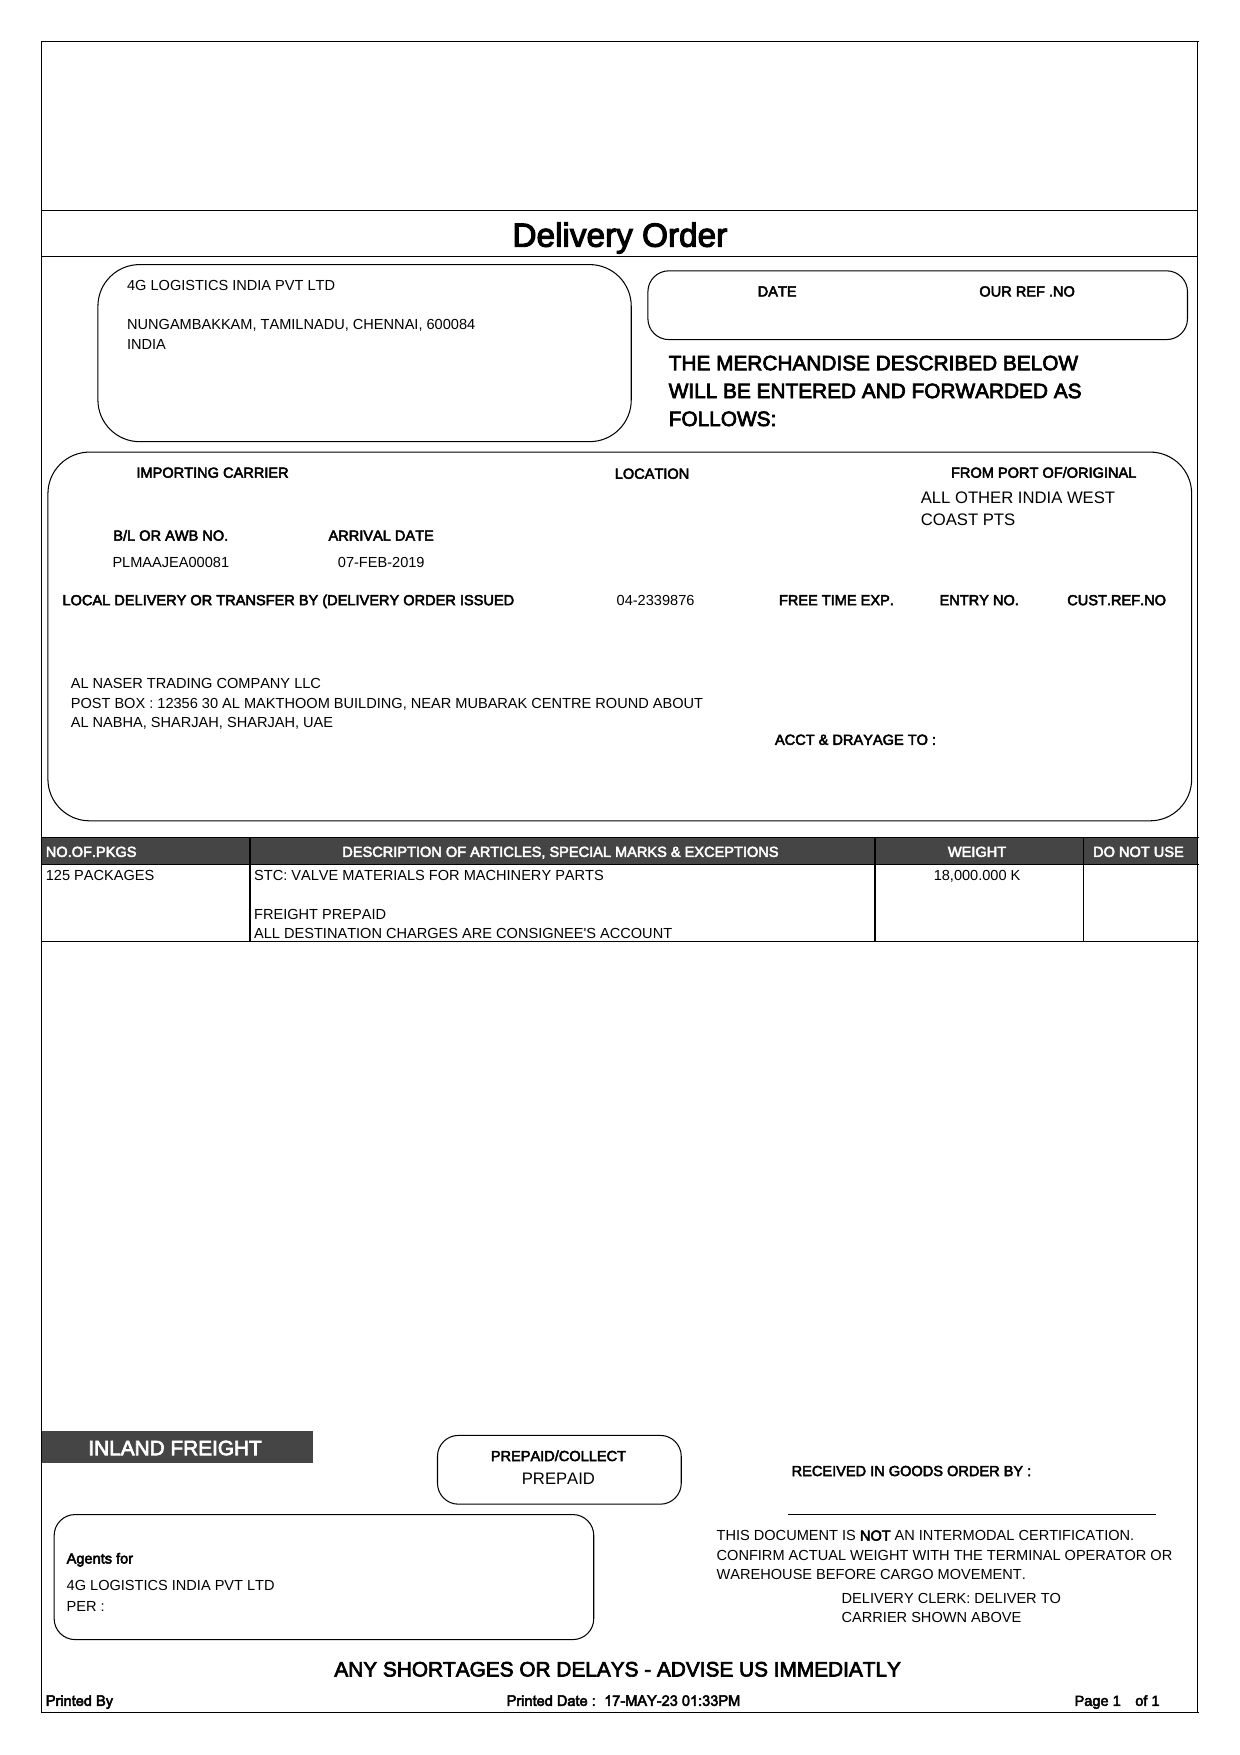 Delivery Order
4G LOGISTICS INDIA PVT LTD
NUNGAMBAKKAM, TAMILNADU, CHENNAI, 600084
INDIA
DATE OUR REF .NO
THE MERCHANDISE DESCRIBED BELOW
WILL BE ENTERED AND FORWARDED AS
FOLLOWS:
IMPORTING CARRIER LOCATION FROM PORT OF/ORIGINAL
ALL OTHER INDIA WEST
COAST PTS
B/L OR AWB NO. ARRIVAL DATE
PLMAAJEA00081 07-FEB-2019
LOCAL DELIVERY OR TRANSFER BY (DELIVERY ORDER ISSUED 04-2339876 FREE TIME EXP. ENTRY NO. CUST.REF.NO
AL NASER TRADING COMPANY LLC
POST BOX : 12356 30 AL MAKTHOOM BUILDING, NEAR MUBARAK CENTRE ROUND ABOUT
AL NABHA, SHARJAH, SHARJAH, UAE
ACCT & DRAYAGE TO :
NO.OF.PKGS DESCRIPTION OF ARTICLES, SPECIAL MARKS & EXCEPTIONS WEIGHT DO NOT USE
125 PACKAGES STC: VALVE MATERIALS FOR MACHINERY PARTS 18,000.000 K
FREIGHT PREPAID
ALL DESTINATION CHARGES ARE CONSIGNEE'S ACCOUNT
INLAND FREIGHT
PREPAID/COLLECT
PREPAID
RECEIVED IN GOODS ORDER BY :
Agents for
4G LOGISTICS INDIA PVT LTD
PER :
THIS DOCUMENT IS NOT AN INTERMODAL CERTIFICATION.
CONFIRM ACTUAL WEIGHT WITH THE TERMINAL OPERATOR OR
WAREHOUSE BEFORE CARGO MOVEMENT.
DELIVERY CLERK: DELIVER TO
CARRIER SHOWN ABOVE
ANY SHORTAGES OR DELAYS - ADVISE US IMMEDIATLY
Printed By Printed Date : 17-MAY-23 01:33PM Page 1 of 1